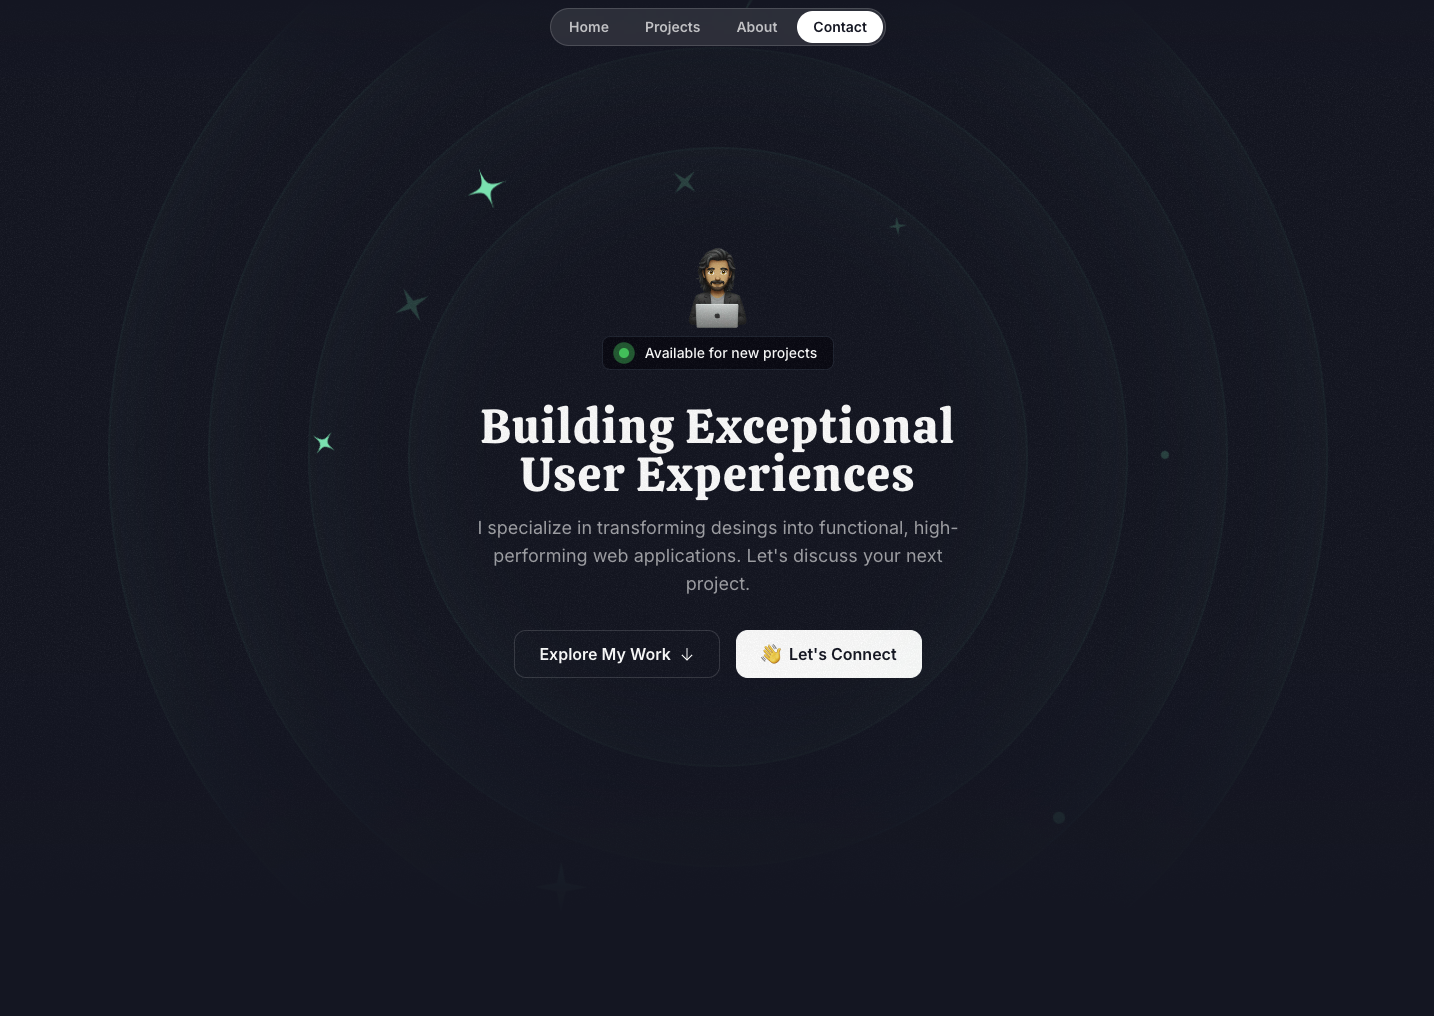 Home Projects About Contact
Available for new projects
Building Exceptional
User Experiences
I specialize in transforming desings into functional, high-
performing web applications. Let's discuss your next
project.
Explore My Work ↓ 👋 Let's Connect